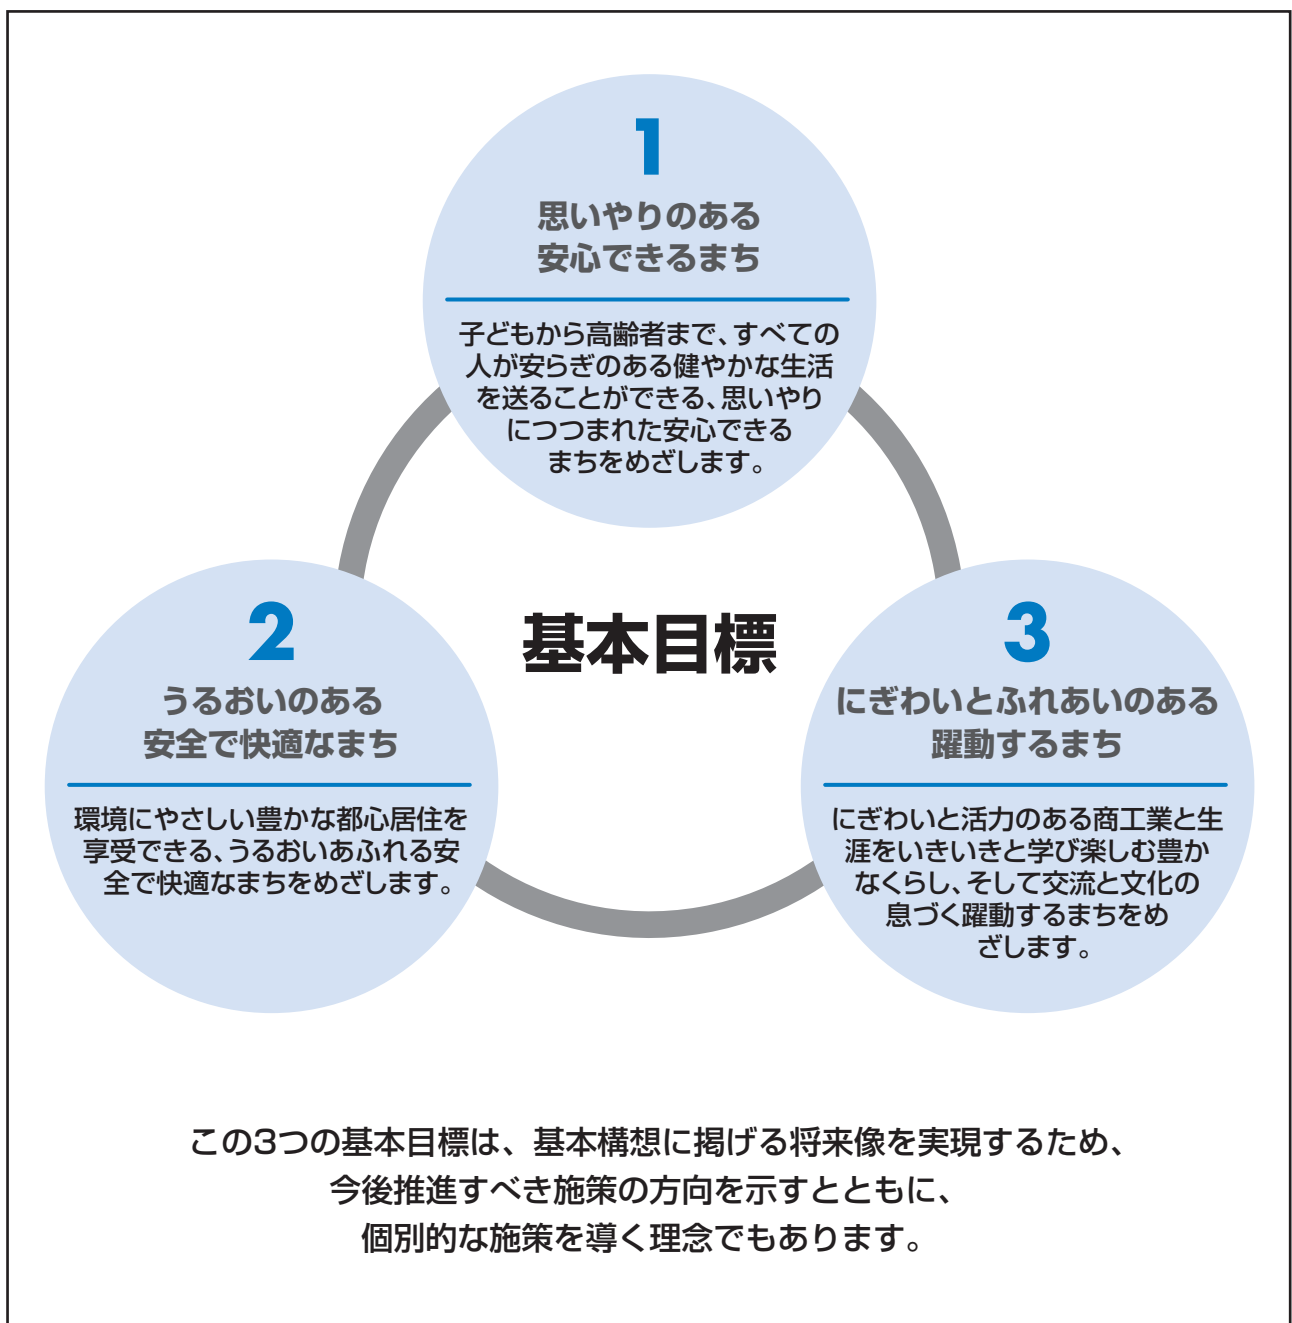 1
思いやりのある
安心できるまち
子どもから高齢者まで、すべての
人が安らぎのある健やかな生活
を送ることができる、思いやり
につつまれた安心できる
まちをめざします。
基本目標
2
うるおいのある
安全で快適なまち
環境にやさしい豊かな都心居住を
享受できる、うるおいあふれる安
全で快適なまちをめざします。
3
にぎわいとふれあいのある
躍動するまち
にぎわいと活力のある商工業と生
涯をいきいきと学び楽しむ豊か
なくらし、そして交流と文化の
息づく躍動するまちをめ
ざします。
この3つの基本目標は、基本構想に掲げる将来像を実現するため、
今後推進すべき施策の方向を示すとともに、
個別的な施策を導く理念でもあります。